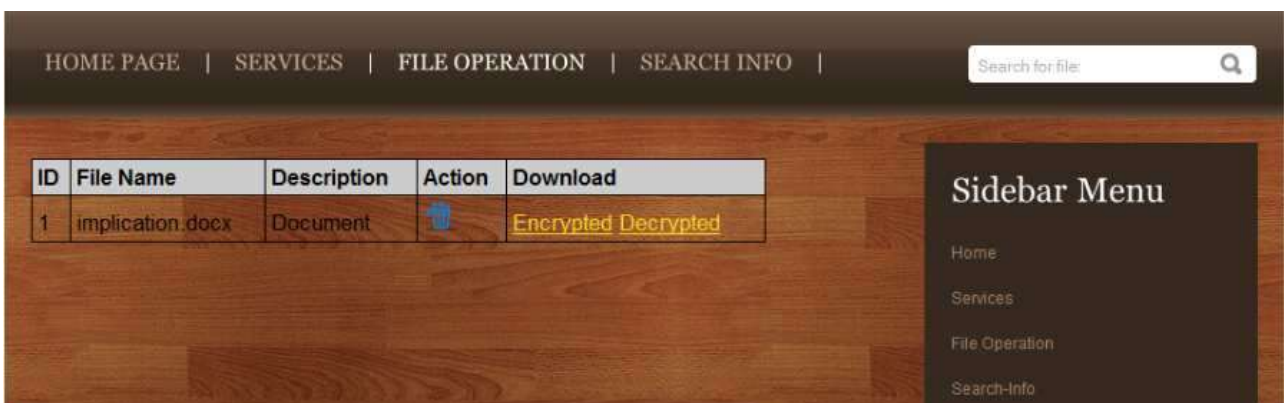 HOME PAGE | SERVICES | FILE OPERATION | SEARCH INFO |
Search for file:
ID File Name Description Action Download
1 implication.docx Document Encrypted Decrypted
Sidebar Menu
Home
Services
File Operation
Search-Info